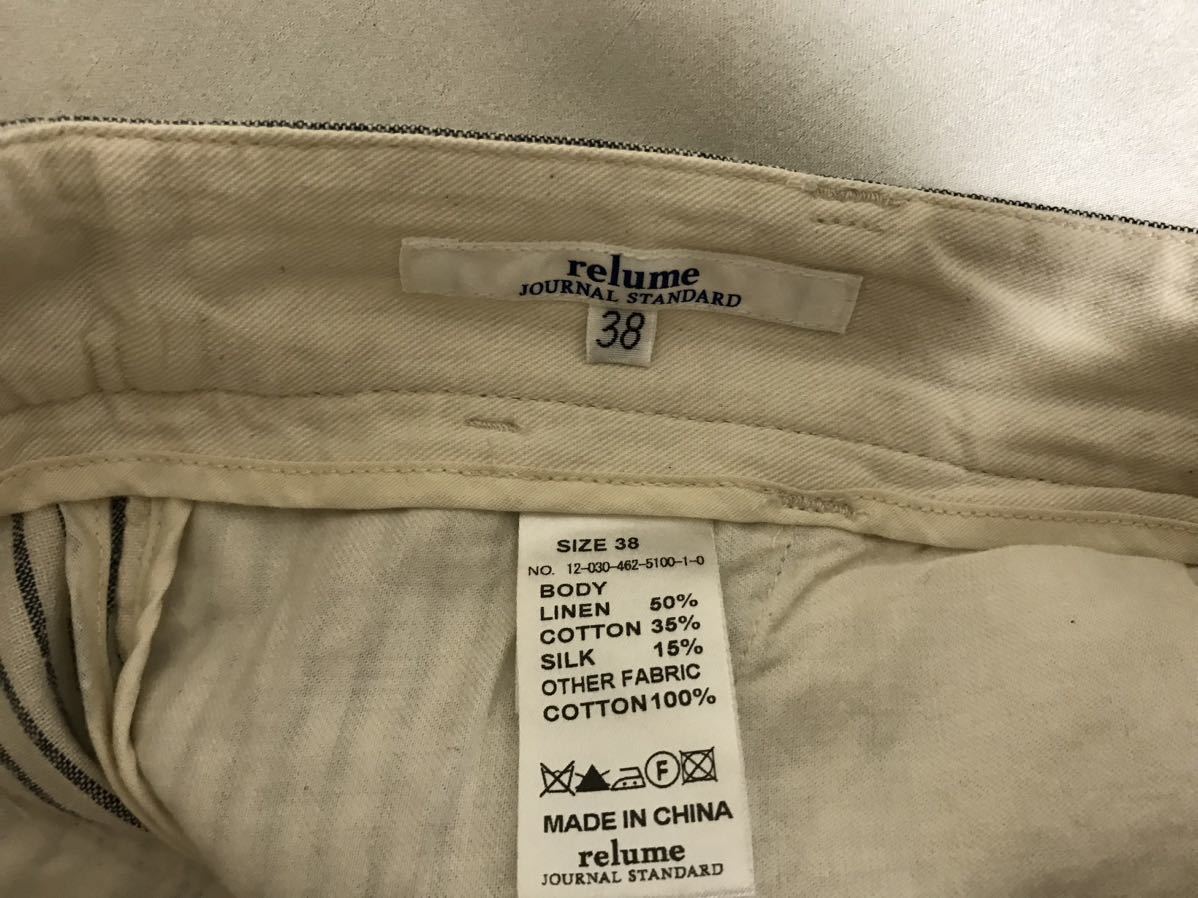 relume
JOURNAL STANDARD
38
SIZE 38
NO. 12-030-462-5100-1-0
BODY
LINEN 50%
COTTON 35%
SILK 15%
OTHER FABRIC
COTTON 100%
F
MADE IN CHINA
relume
JOURNAL STANDARD